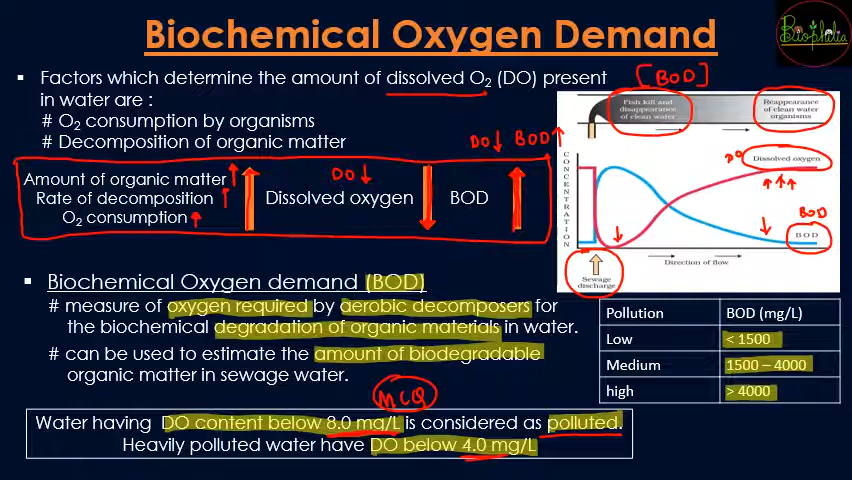 Biochemical Oxygen Demand
Biophilia
▪ Factors which determine the amount of dissolved O₂ (DO) present
in water are :
# O₂ consumption by organisms
# Decomposition of organic matter
[BOD]
DO↓ BOD↑
Amount of organic matter ↑
Rate of decomposition ↑
O₂ consumption ↑
DO↓
Dissolved oxygen
BOD
Fish kill and
disappearance
of clean water
Reappearance
of clean water
organisms
CONCENTRATION
DO
Dissolved oxygen
BOD
BOD
Direction of flow
Sewage
discharge
▪ Biochemical Oxygen demand (BOD)
# measure of oxygen required by aerobic decomposers for
the biochemical degradation of organic materials in water.
# can be used to estimate the amount of biodegradable
organic matter in sewage water.
Pollution BOD (mg/L)
Low < 1500
Medium 1500 – 4000
high > 4000
MCQ
Water having DO content below 8.0 mg/L is considered as polluted.
Heavily polluted water have DO below 4.0 mg/L